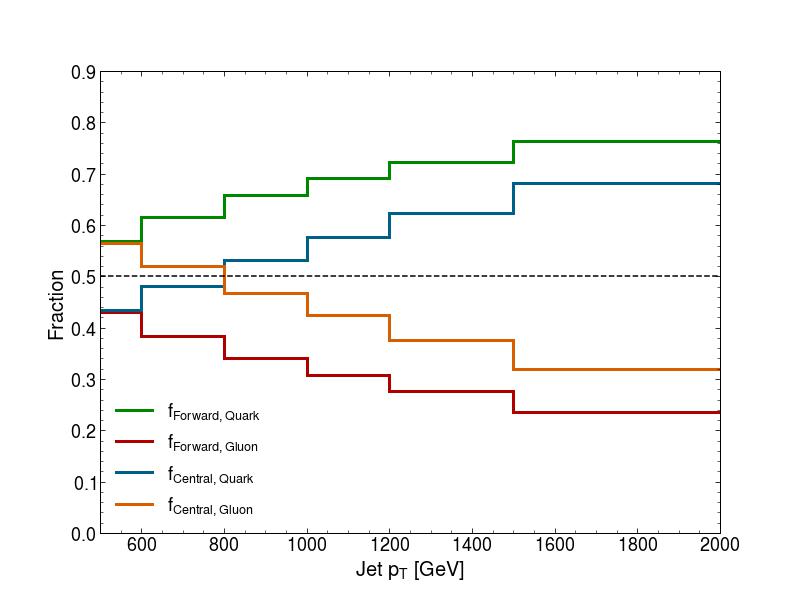 0.9
0.8
0.7
0.6
0.5
0.4
0.3
0.2
0.1
0.0
Fraction
f_Forward, Quark
f_Forward, Gluon
f_Central, Quark
f_Central, Gluon
600 800 1000 1200 1400 1600 1800 2000
Jet p_T [GeV]